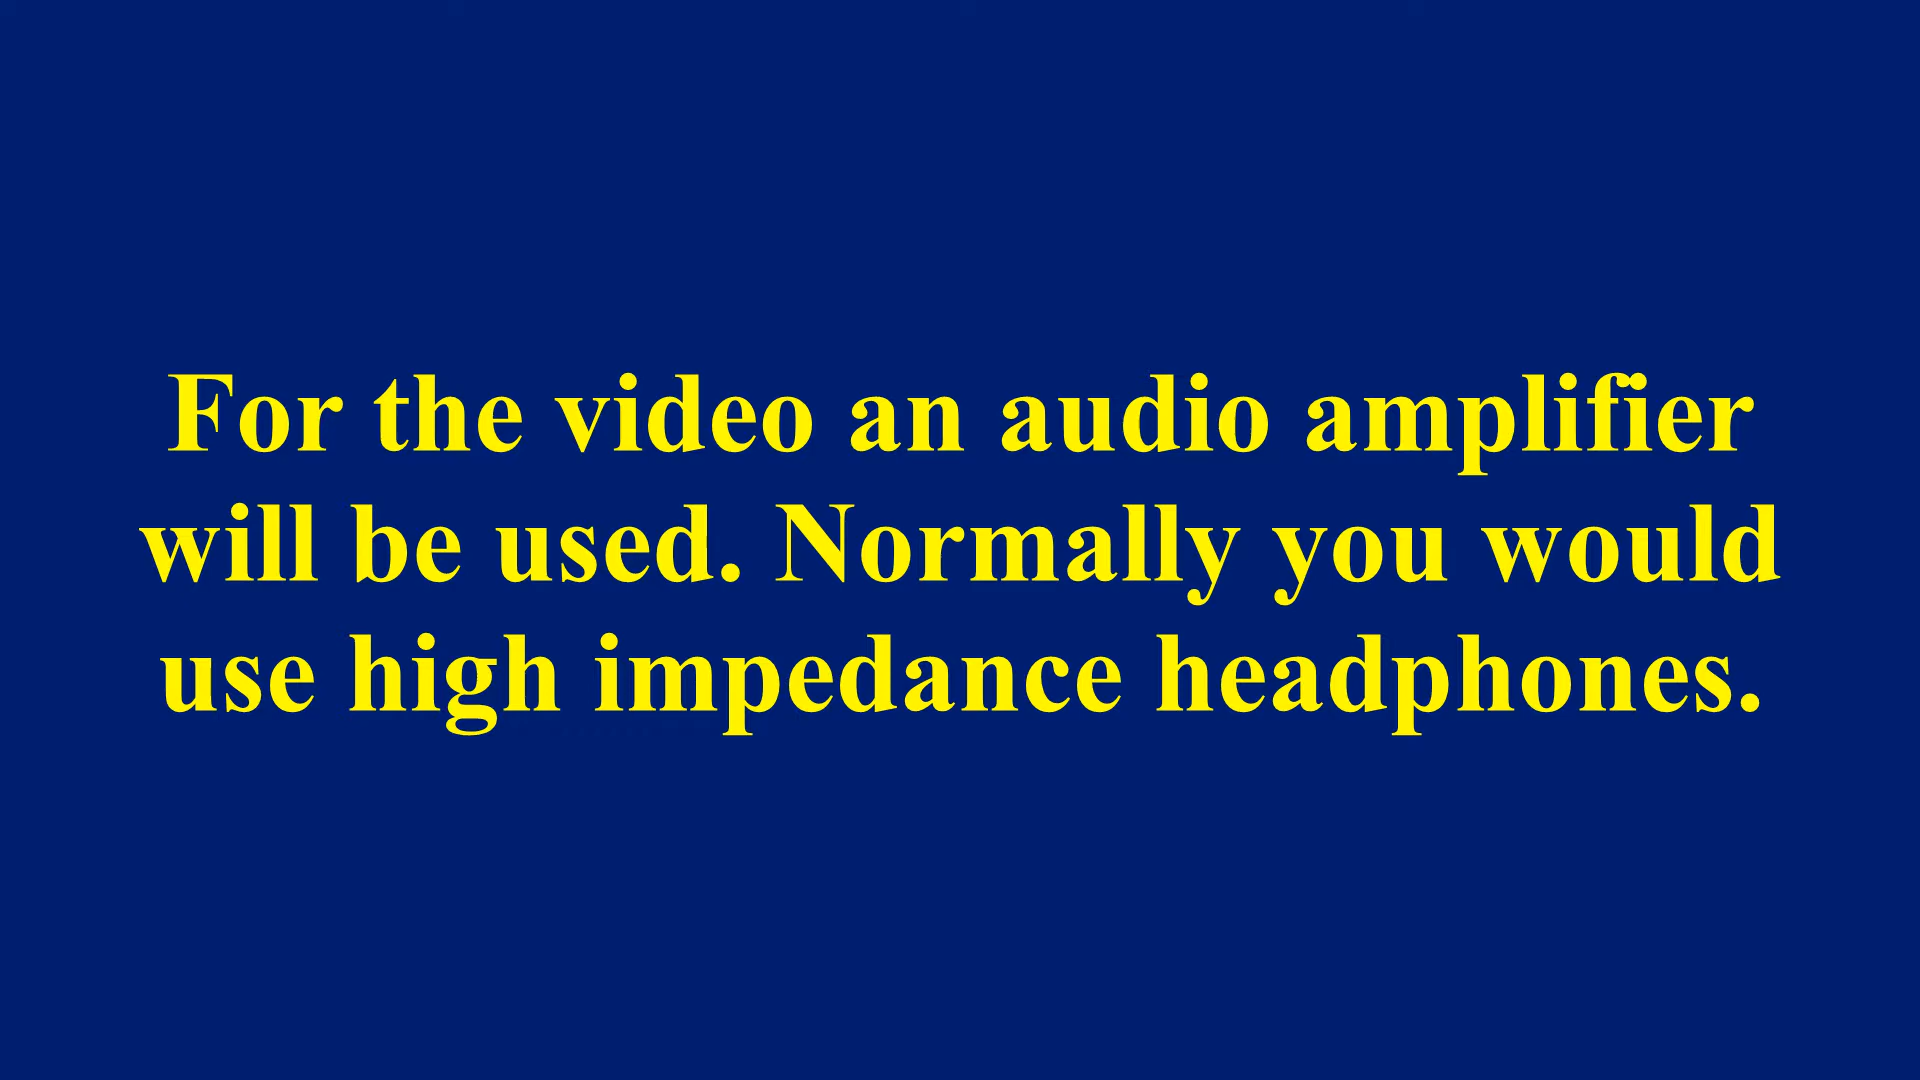 For the video an audio amplifier
will be used. Normally you would
use high impedance headphones.